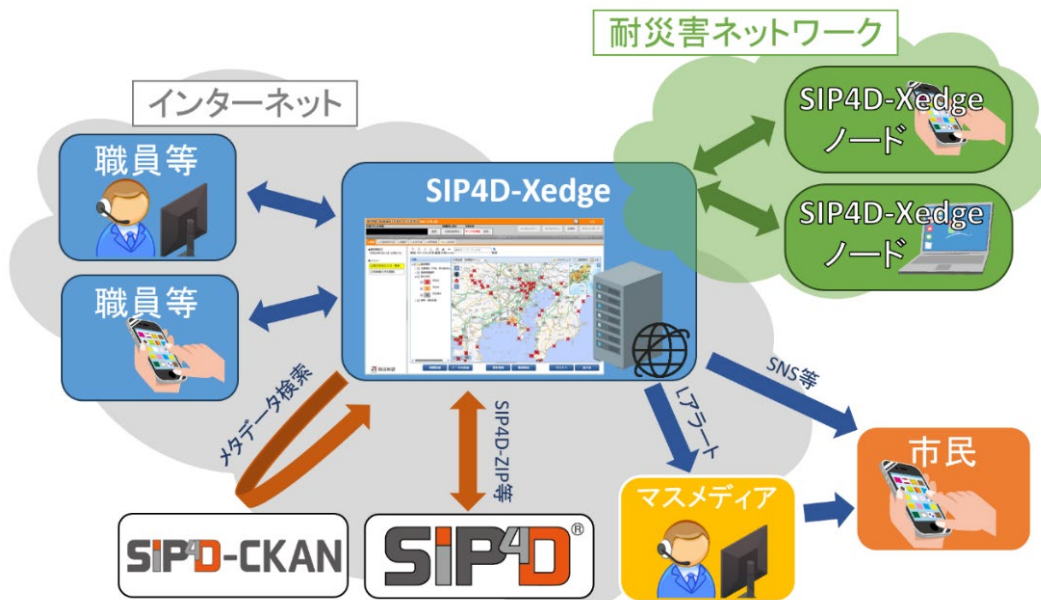 耐災害ネットワーク
インターネット
SIP4D-Xedge
ノード
職員等
SIP4D-Xedge
SIP4D-Xedge
ノード
職員等
メタデータ検索
SIP4D-ZIP等
Lアラート
SNS等
市民
マスメディア
SIP4D-CKAN
SIP4D®